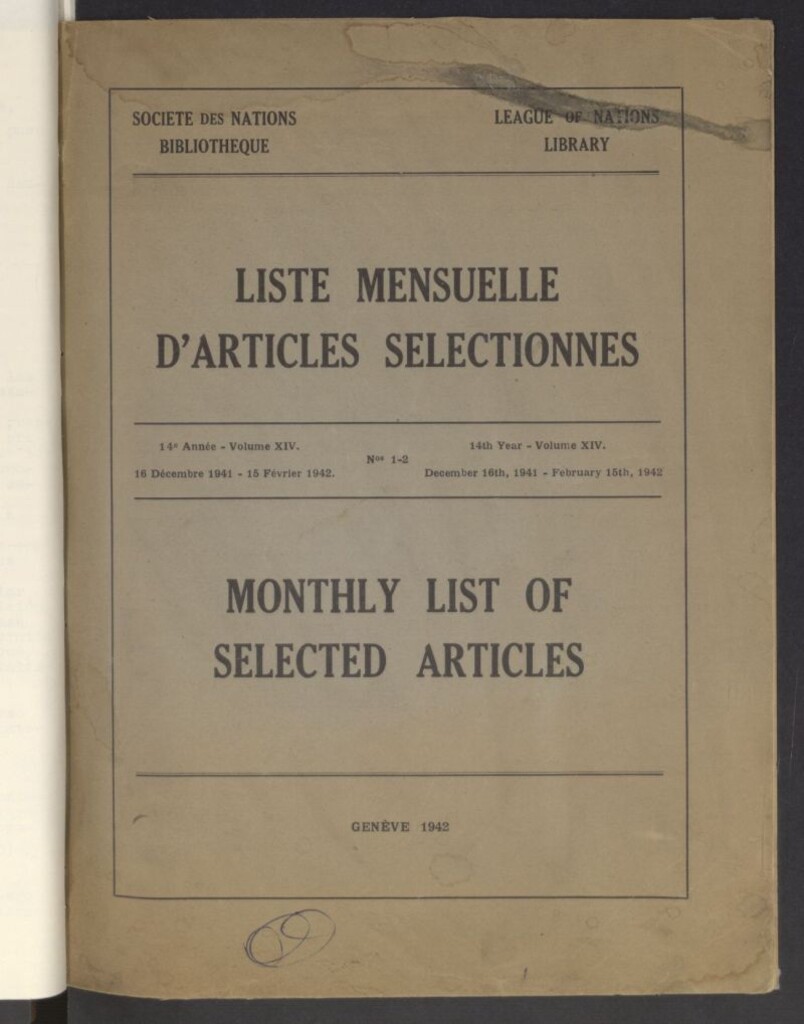 SOCIETE DES NATIONS
BIBLIOTHEQUE
LEAGUE OF NATIONS
LIBRARY
LISTE MENSUELLE
D'ARTICLES SELECTIONNES
14e Année - Volume XIV.
16 Décembre 1941 - 15 Février 1942.
Nos 1-2
14th Year - Volume XIV.
December 16th, 1941 - February 15th, 1942
MONTHLY LIST OF
SELECTED ARTICLES
GENÈVE 1942